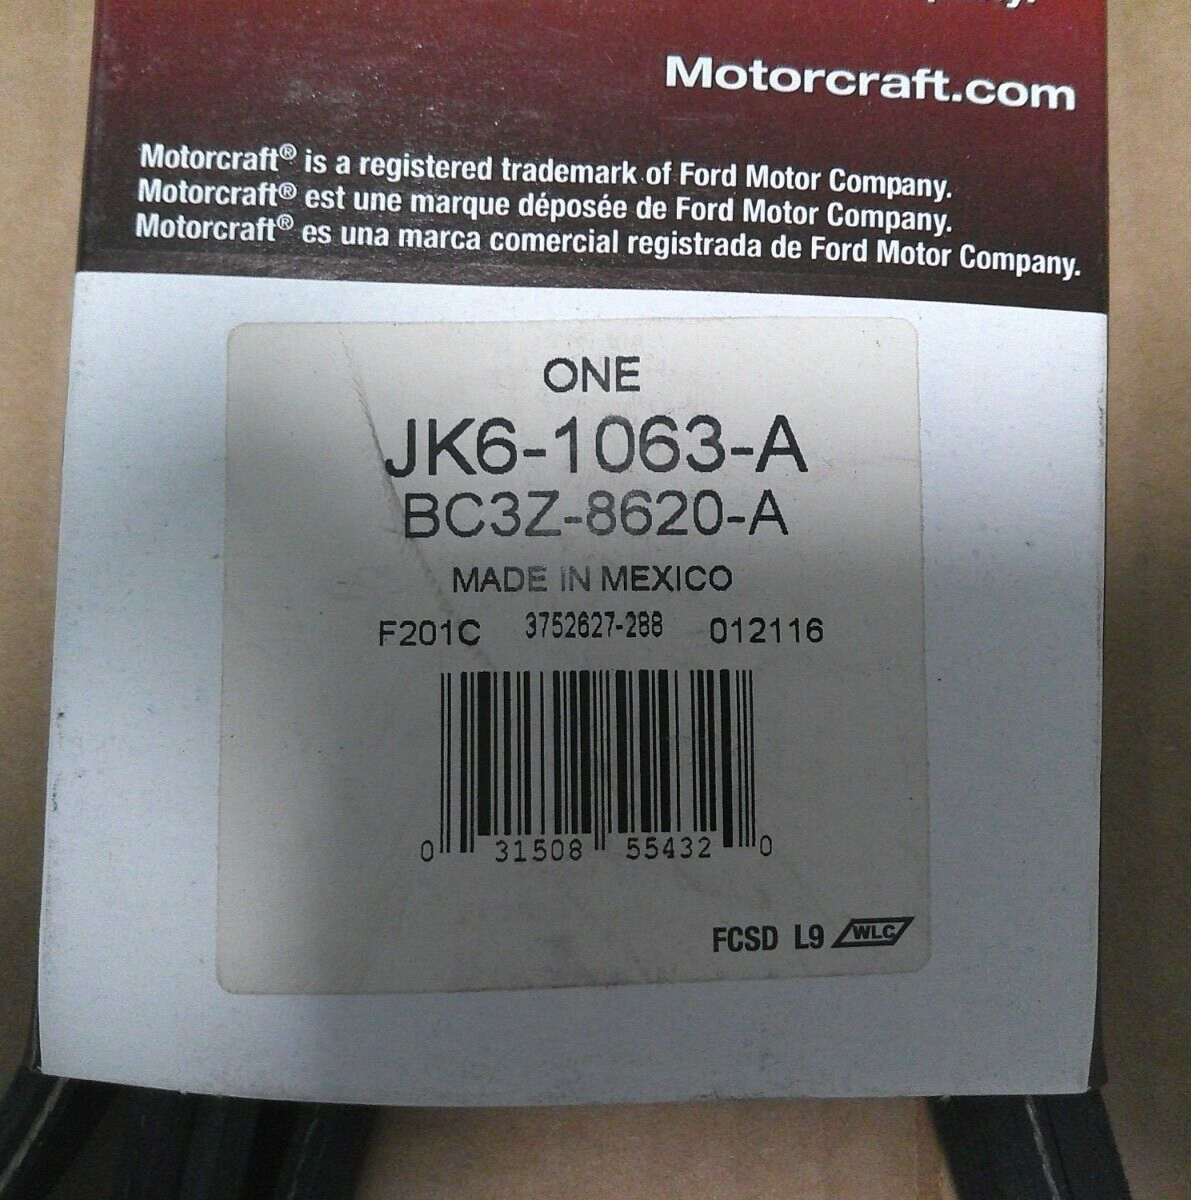 Motorcraft.com
Motorcraft® is a registered trademark of Ford Motor Company.
Motorcraft® est une marque déposée de Ford Motor Company.
Motorcraft® es una marca comercial registrada de Ford Motor Company.
ONE
JK6-1063-A
BC3Z-8620-A
MADE IN MEXICO
F201C 3752627-288 012116
0 31508 55432 0
FCSD L9 WLC